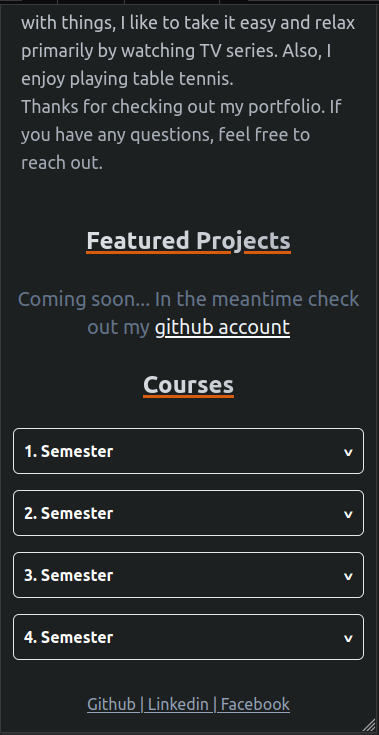 with things, I like to take it easy and relax
primarily by watching TV series. Also, I
enjoy playing table tennis.
Thanks for checking out my portfolio. If
you have any questions, feel free to
reach out.
Featured Projects
Coming soon... In the meantime check
out my github account
Courses
1. Semester
2. Semester
3. Semester
4. Semester
Github | Linkedin | Facebook